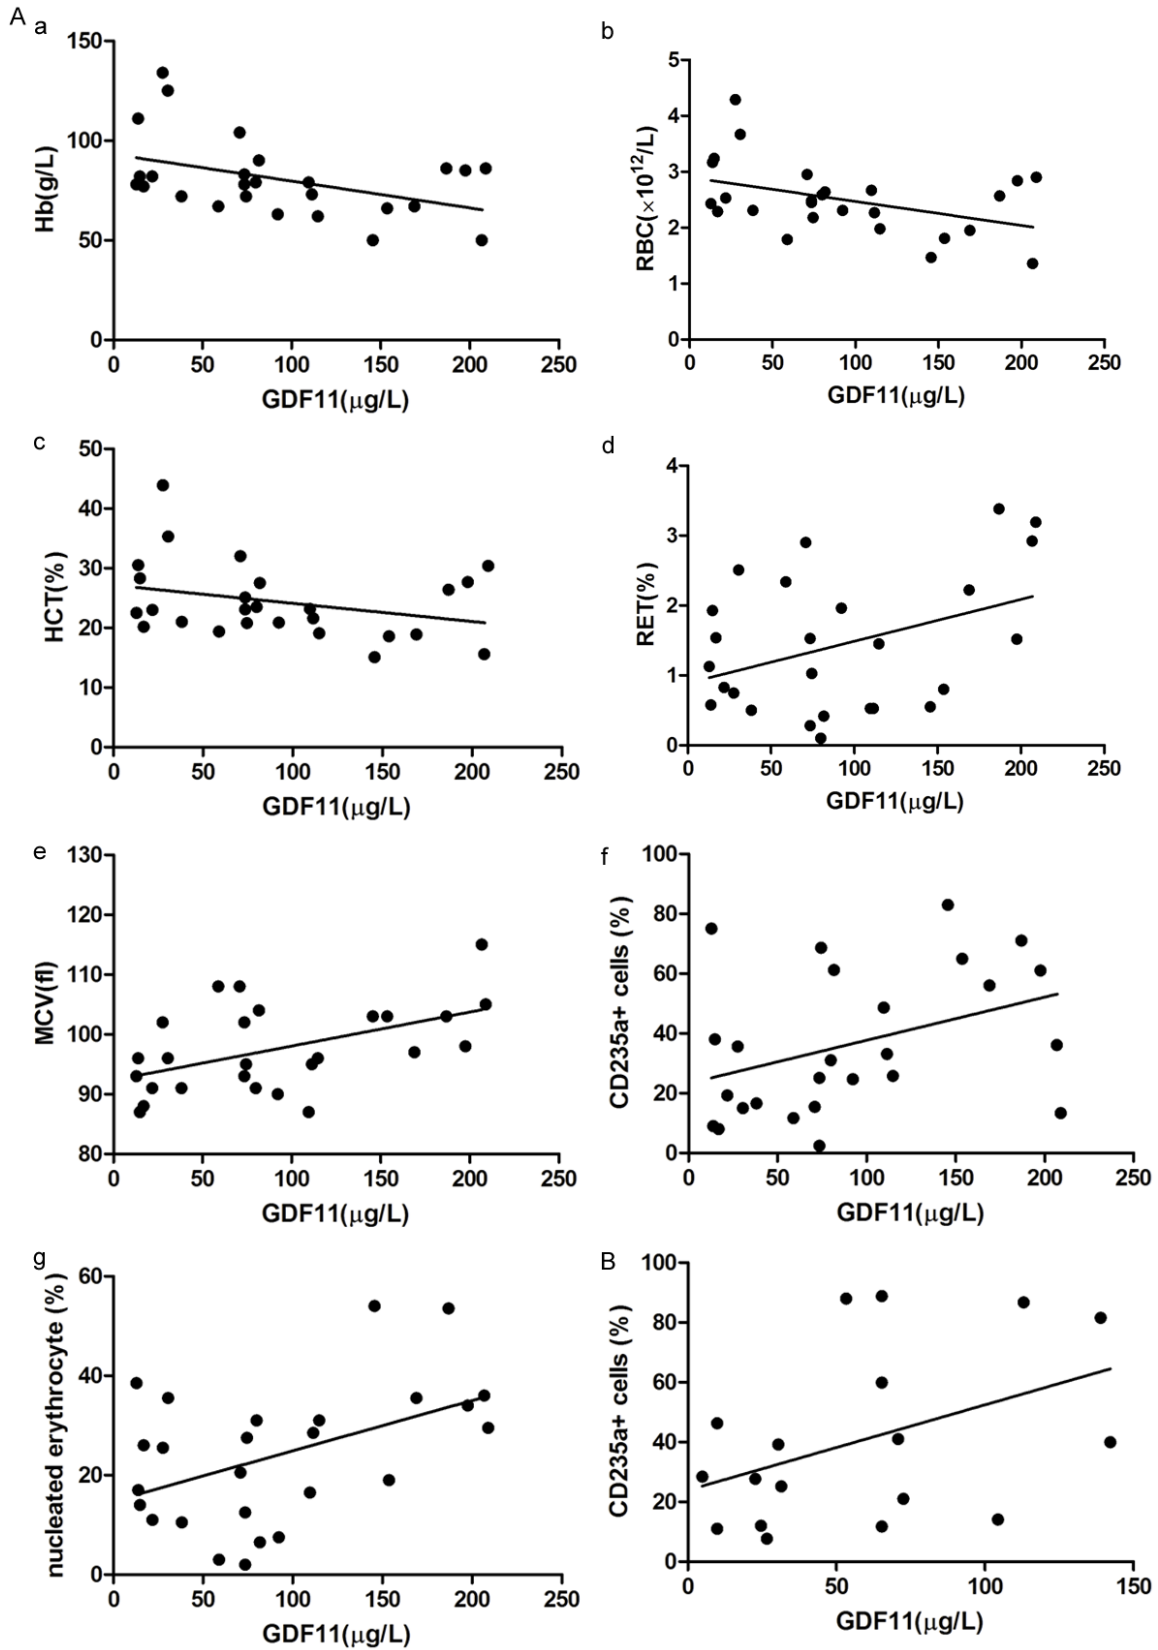 A a
150
100
50
0
Hb(g/L)
0 50 100 150 200 250
GDF11(μg/L)
b
5
4
3
2
1
0
RBC(×10¹²/L)
0 50 100 150 200 250
GDF11(μg/L)
c
50
40
30
20
10
0
HCT(%)
0 50 100 150 200 250
GDF11(μg/L)
d
4
3
2
1
0
RET(%)
0 50 100 150 200 250
GDF11(μg/L)
e
130
120
110
100
90
80
MCV(fl)
0 50 100 150 200 250
GDF11(μg/L)
f
100
80
60
40
20
0
CD235a+ cells (%)
0 50 100 150 200 250
GDF11(μg/L)
g
60
40
20
0
nucleated erythrocyte (%)
0 50 100 150 200 250
GDF11(μg/L)
B
100
80
60
40
20
0
CD235a+ cells (%)
0 50 100 150
GDF11(μg/L)